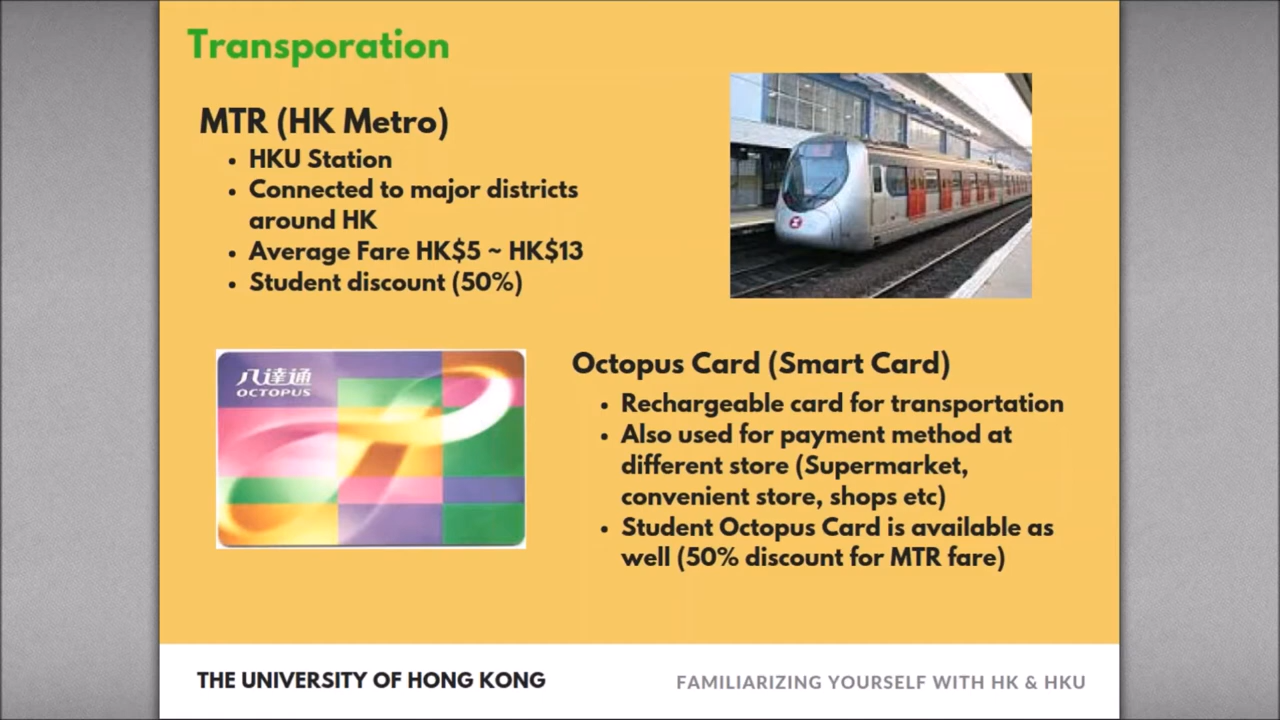 Transporation
MTR (HK Metro)
• HKU Station
• Connected to major districts
around HK
• Average Fare HK$5 ~ HK$13
• Student discount (50%)
八達通
OCTOPUS
Octopus Card (Smart Card)
• Rechargeable card for transportation
• Also used for payment method at
different store (Supermarket,
convenient store, shops etc)
• Student Octopus Card is available as
well (50% discount for MTR fare)
THE UNIVERSITY OF HONG KONG
FAMILIARIZING YOURSELF WITH HK & HKU